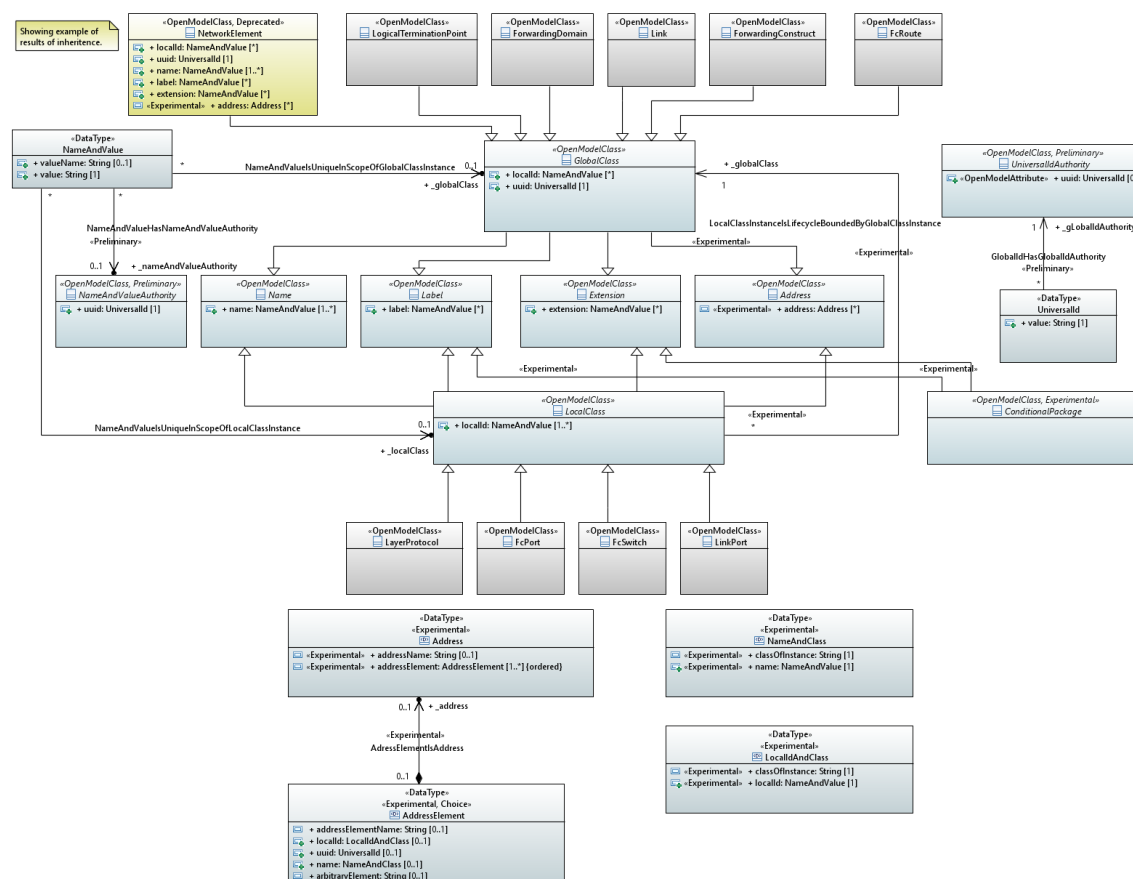 Showing example of
results of inheritence.
«OpenModelClass, Deprecated»
NetworkElement
+ localId: NameAndValue [*]
+ uuid: UniversalId [1]
+ name: NameAndValue [1..*]
+ label: NameAndValue [*]
+ extension: NameAndValue [*]
«Experimental» + address: Address [*]
«OpenModelClass»
LogicalTerminationPoint
«OpenModelClass»
ForwardingDomain
«OpenModelClass»
Link
«OpenModelClass»
ForwardingConstruct
«OpenModelClass»
FcRoute
«DataType»
NameAndValue
+ valueName: String [0..1]
+ value: String [1]
*
NameAndValueIsUniqueInScopeOfGlobalClassInstance
0..1
+ _globalClass
«OpenModelClass»
GlobalClass
+ localId: NameAndValue [*]
+ uuid: UniversalId [1]
+ _globalClass
1
«OpenModelClass, Preliminary»
UniversalIdAuthority
«OpenModelAttribute» + uuid: UniversalId [0
*
*
NameAndValueHasNameAndValueAuthority
«Preliminary»
0..1
+ _nameAndValueAuthority
LocalClassInstanceIsLifecycleBoundedByGlobalClassInstance
«Experimental»
«Experimental»
1
+ _gLobalIdAuthority
GlobalIdHasGlobalIdAuthority
«Preliminary»
*
«OpenModelClass, Preliminary»
NameAndValueAuthority
+ uuid: UniversalId [1]
«OpenModelClass»
Name
+ name: NameAndValue [1..*]
«OpenModelClass»
Label
+ label: NameAndValue [*]
«OpenModelClass»
Extension
+ extension: NameAndValue [*]
«OpenModelClass»
Address
«Experimental» + address: Address [*]
«DataType»
UniversalId
+ value: String [1]
«Experimental»
«Experimental»
«OpenModelClass»
LocalClass
+ localId: NameAndValue [1..*]
«Experimental»
*
«OpenModelClass, Experimental»
ConditionalPackage
NameAndValueIsUniqueInScopeOfLocalClassInstance
0..1
+ _localClass
«OpenModelClass»
LayerProtocol
«OpenModelClass»
FcPort
«OpenModelClass»
FcSwitch
«OpenModelClass»
LinkPort
«DataType»
«Experimental»
Address
«Experimental» + addressName: String [0..1]
«Experimental» + addressElement: AddressElement [1..*] {ordered}
«DataType»
«Experimental»
NameAndClass
«Experimental» + classOfInstance: String [1]
«Experimental» + name: NameAndValue [1]
0..1
+ _address
«Experimental»
AdressElementIsAddress
0..1
«DataType»
«Experimental»
LocalIdAndClass
«Experimental» + classOfInstance: String [1]
«Experimental» + localId: NameAndValue [1]
«DataType»
«Experimental, Choice»
AddressElement
+ addressElementName: String [0..1]
+ localId: LocalIdAndClass [0..1]
+ uuid: UniversalId [0..1]
+ name: NameAndClass [0..1]
+ arbitraryElement: String [0..1]